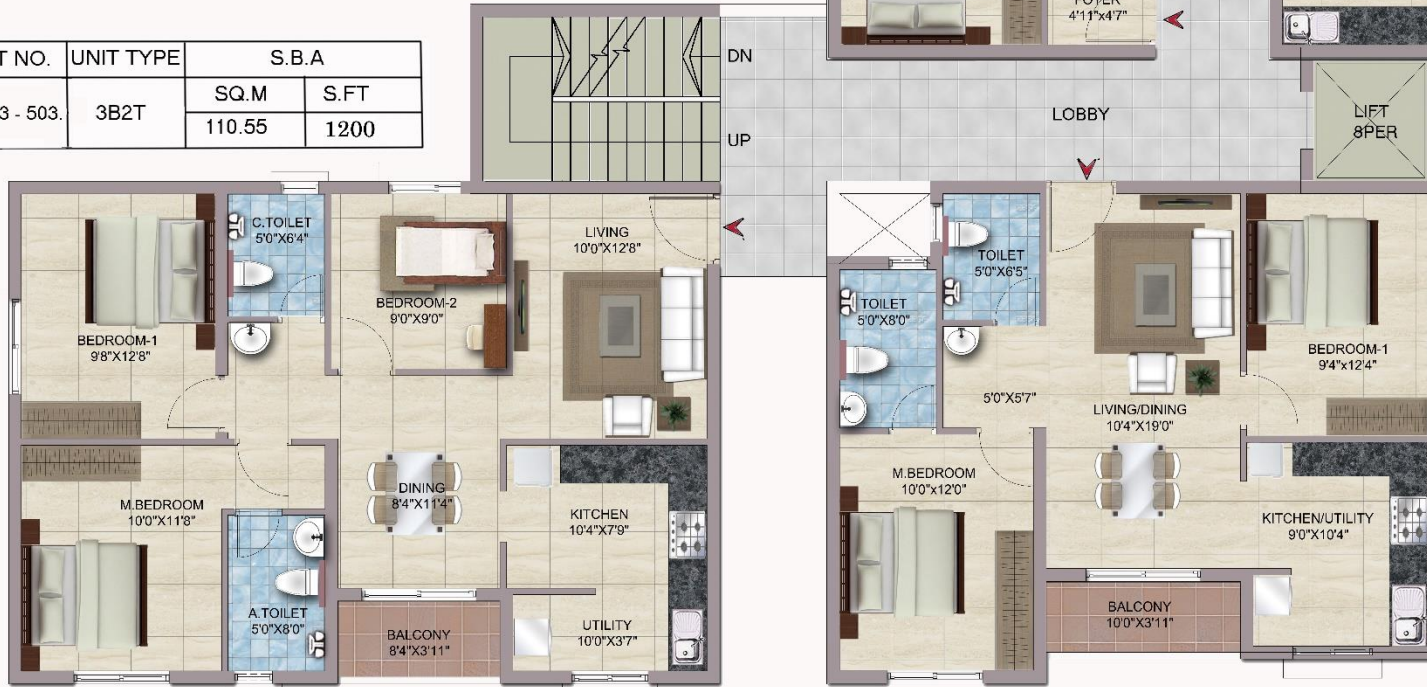 T NO.
UNIT TYPE
S.B.A
SQ.M
S.FT
3 - 503.
3B2T
110.55
1200
DN
UP
LOBBY
LIFT
8PER
FOYER
4'11"x4'7"
C.TOILET
5'0"X6'4"
BEDROOM-1
9'8"X12'8"
BEDROOM-2
9'0"X9'0"
LIVING
10'0"X12'8"
M.BEDROOM
10'0"X11'8"
DINING
8'4"X11'4"
KITCHEN
10'4"X7'9"
A.TOILET
5'0"X8'0"
BALCONY
8'4"X3'11"
UTILITY
10'0"X3'7"
TOILET
5'0"X6'5"
TOILET
5'0"X8'0"
BEDROOM-1
9'4"x12'4"
5'0"X5'7"
LIVING/DINING
10'4"X19'0"
M.BEDROOM
10'0"x12'0"
KITCHEN/UTILITY
9'0"X10'4"
BALCONY
10'0"X3'11"